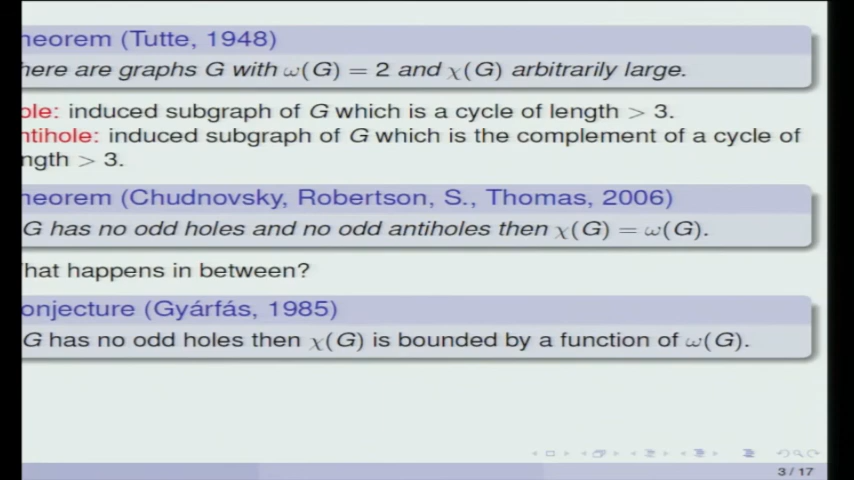 heorem (Tutte, 1948)
here are graphs G with ω(G) = 2 and χ(G) arbitrarily large.
ole: induced subgraph of G which is a cycle of length > 3.
ntihole: induced subgraph of G which is the complement of a cycle of
ngth > 3.
heorem (Chudnovsky, Robertson, S., Thomas, 2006)
G has no odd holes and no odd antiholes then χ(G) = ω(G).
hat happens in between?
onjecture (Gyárfás, 1985)
G has no odd holes then χ(G) is bounded by a function of ω(G).
3 / 17